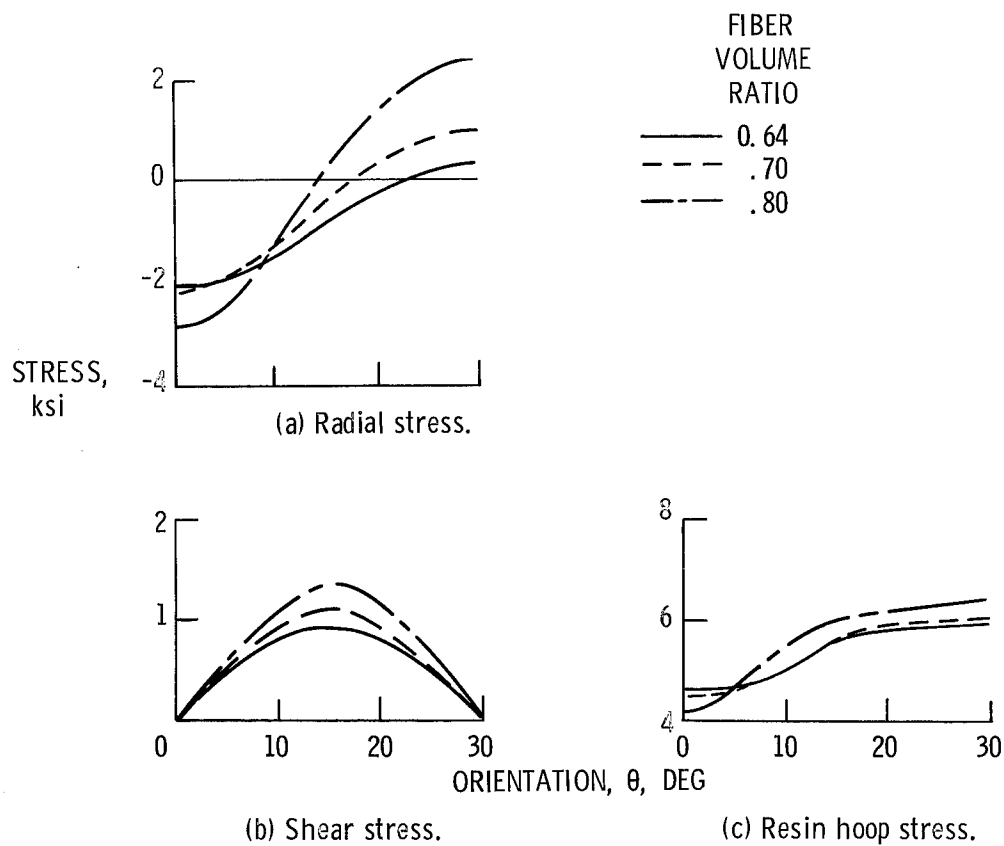 FIBER
VOLUME
RATIO
0.64
.70
.80
2
0
-2
-4
STRESS,
ksi
(a) Radial stress.
2
1
0 10 20 30
8
6
4
0 10 20 30
ORIENTATION, θ, DEG
(b) Shear stress.
(c) Resin hoop stress.